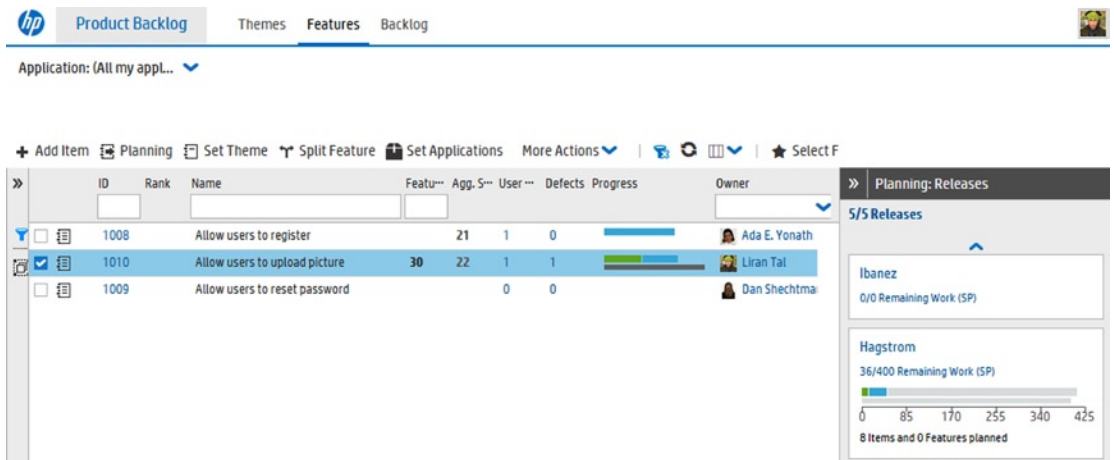 hp Product Backlog Themes Features Backlog
Application: (All my appl...
Add Item Planning Set Theme Split Feature Set Applications More Actions Select F
» ID Rank Name Featu··· Agg. S··· User ··· Defects Progress Owner
1008 Allow users to register 21 1 0 Ada E. Yonath
1010 Allow users to upload picture 30 22 1 1 Liran Tal
1009 Allow users to reset password 0 0 Dan Shechtma
» Planning: Releases
5/5 Releases
Ibanez
0/0 Remaining Work (SP)
Hagstrom
36/400 Remaining Work (SP)
0 85 170 255 340 425
8 Items and 0 Features planned